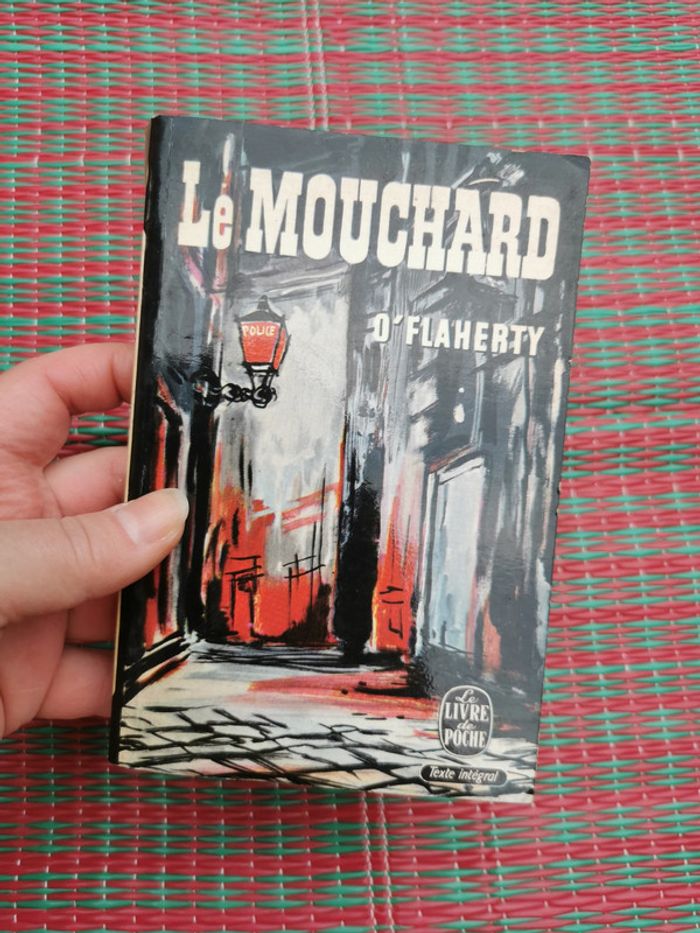 Le MOUCHARD
O'FLAHERTY
POLICE
Le
LIVRE
de
POCHE
Texte intégral